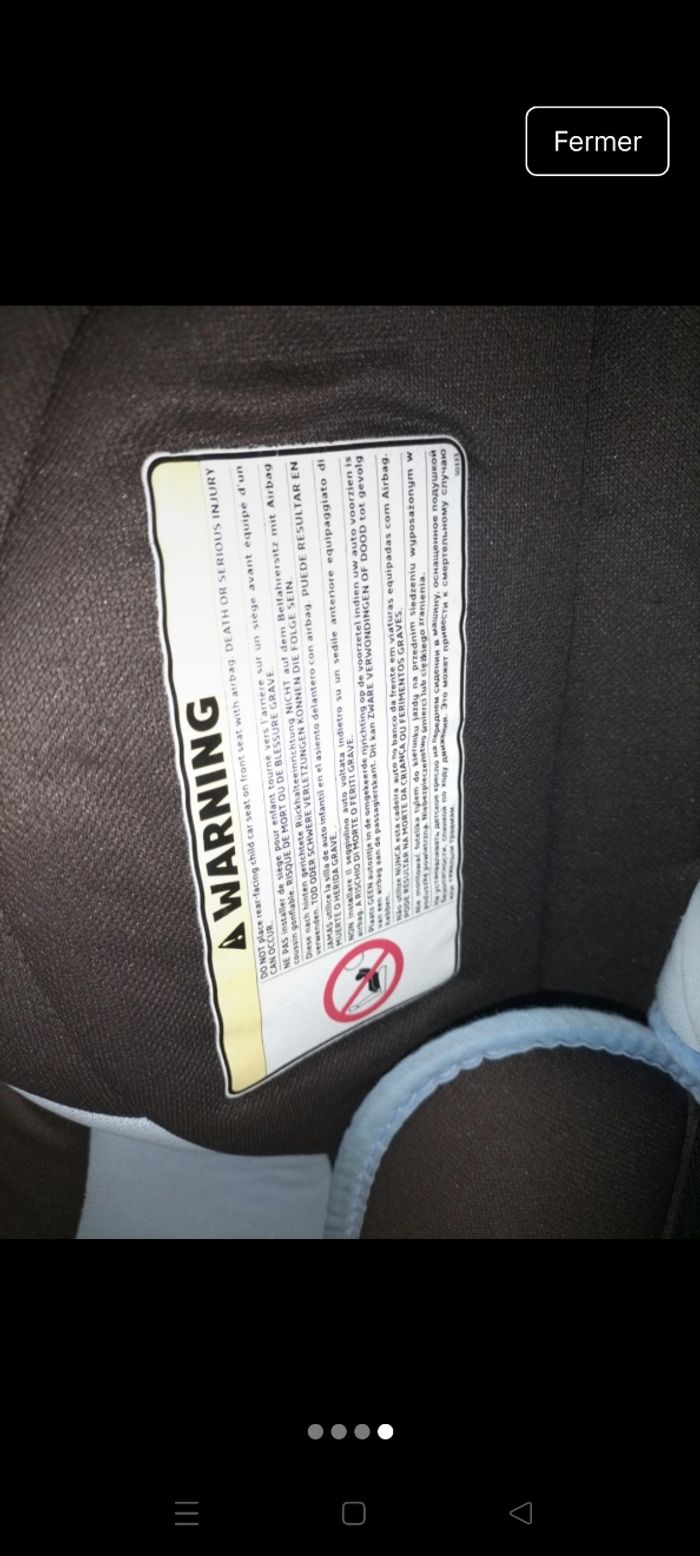 Fermer
WARNING
DO NOT place rear-facing child car seat on front seat with airbag. DEATH OR SERIOUS INJURY
CAN OCCUR.
NE PAS installer de siège pour enfant tourné vers l'arrière sur un siège avant équipé d'un
coussin gonflable. RISQUE DE MORT OU DE BLESSURE GRAVE.
Diese nach hinten gerichtete Rückhalteeinrichtung NICHT auf dem Beifahrersitz mit Airbag
verwenden. TOD ODER SCHWERE VERLETZUNGEN KÖNNEN DIE FOLGE SEIN.
JAMAS utilice la silla de auto infantil en el asiento delantero con airbag. PUEDE RESULTAR EN
MUERTE O HERIDA GRAVE.
NON installare il seggiolino auto voltata indietro su un sedile anteriore equipaggiato di
airbag. A RISCHIO DI MORTE O FERITI GRAVE.
Plaats GEEN autozitje in de omgekeerde rijrichting op de voorzetel indien uw auto voorzien is
van een airbag aan de passagierskant. Dit kan ZWARE VERWONDINGEN OF DOOD tot gevolg
hebben.
Não utilize NUNCA esta cadeira auto no banco da frente em viaturas equipadas com Airbag.
PODE RESULTAR NA MORTE DA CRIANÇA OU FERIMENTOS GRAVES.
Nie montować fotelika tyłem do kierunku jazdy na przednim siedzeniu wyposażonym w
poduszkę powietrzną. Niebezpieczeństwo śmierci lub ciężkiego zranienia.
Не устанавливать детское кресло на переднем сидении в машину, оснащенное подушкой
безопасности, спинкой по ходу движения. Это может привести к смертельному случаю
или тяжелым травмам.